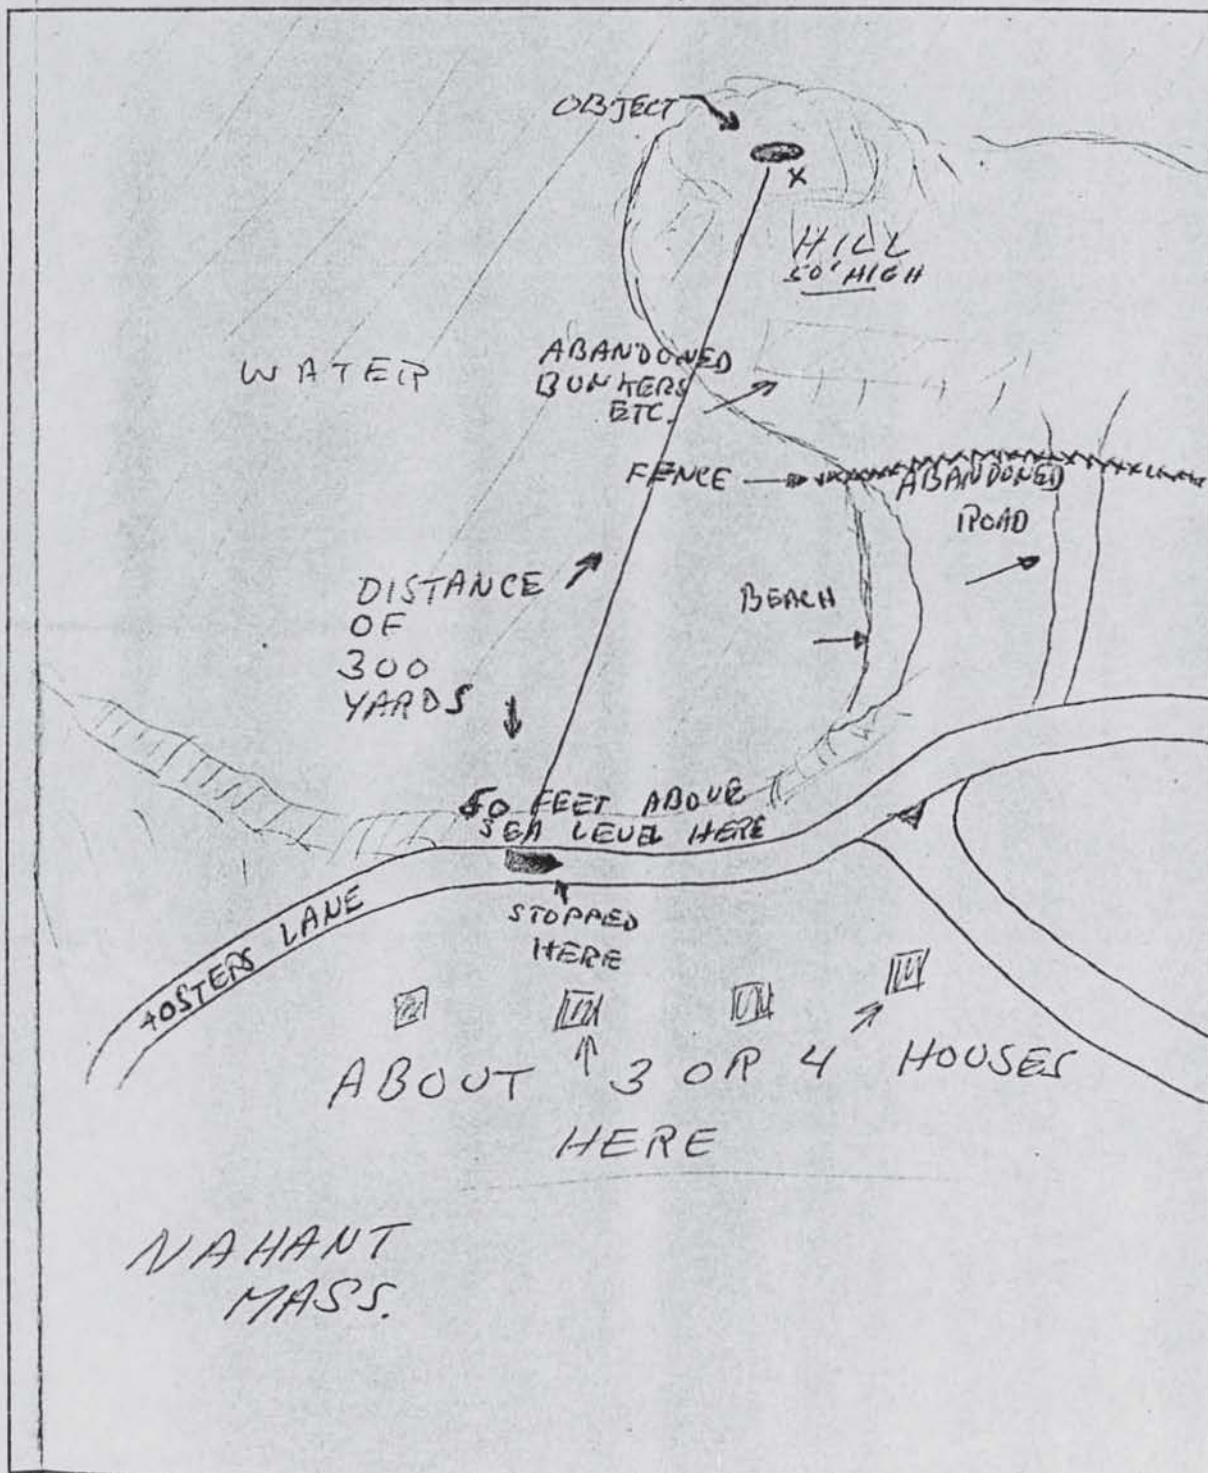 OBJECT
X
HILL
50' HIGH
WATER
ABANDONED
BUNKERS
ETC.
FENCE
ABANDONED
ROAD
BEACH
DISTANCE
OF
300
YARDS
50 FEET ABOVE
SEA LEVEL HERE
FOSTERS LANE
STOPPED
HERE
ABOUT 3 OR 4 HOUSES
HERE
NAHANT
MASS.